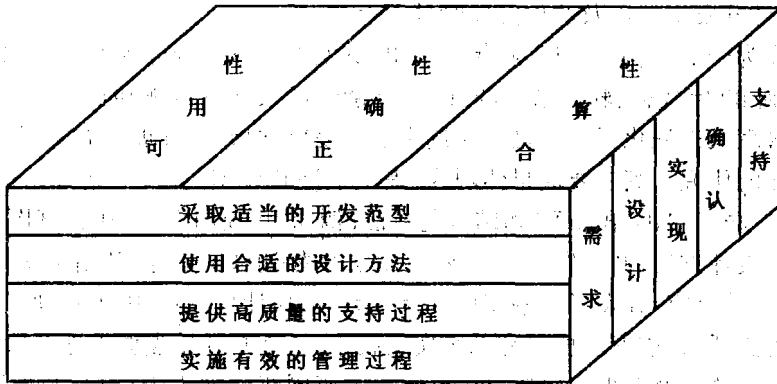 可用性
正确性
合算性
采取适当的开发范型
使用合适的设计方法
提供高质量的支持过程
实施有效的管理过程
需求
设计
实现
确认
支持